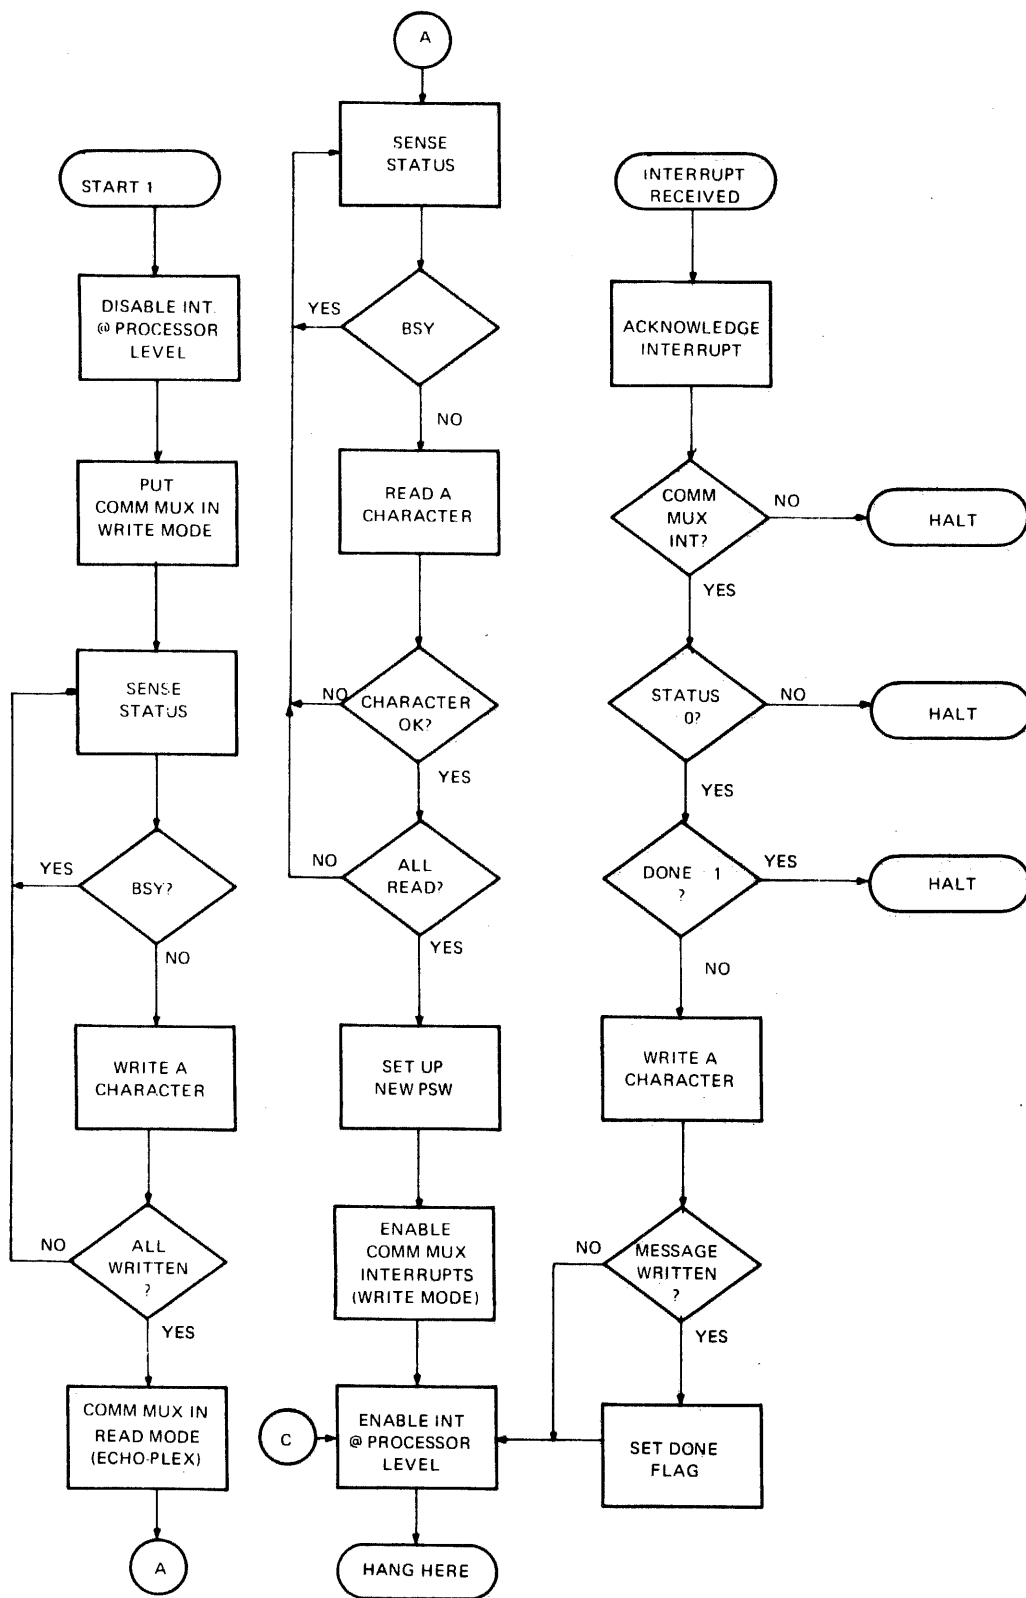 START 1
DISABLE INT.
@ PROCESSOR
LEVEL
PUT
COMM MUX IN
WRITE MODE
SENSE
STATUS
YES
BSY?
NO
WRITE A
CHARACTER
NO
ALL
WRITTEN
?
YES
COMM MUX IN
READ MODE
(ECHO-PLEX)
A
A
SENSE
STATUS
YES
BSY
NO
READ A
CHARACTER
NO
CHARACTER
OK?
YES
NO
ALL
READ?
YES
SET UP
NEW PSW
ENABLE
COMM MUX
INTERRUPTS
(WRITE MODE)
C
ENABLE INT
@ PROCESSOR
LEVEL
HANG HERE
INTERRUPT
RECEIVED
ACKNOWLEDGE
INTERRUPT
COMM
MUX
INT?
NO
HALT
YES
STATUS
0?
NO
HALT
YES
DONE 1
?
YES
HALT
NO
WRITE A
CHARACTER
NO
MESSAGE
WRITTEN
?
YES
SET DONE
FLAG